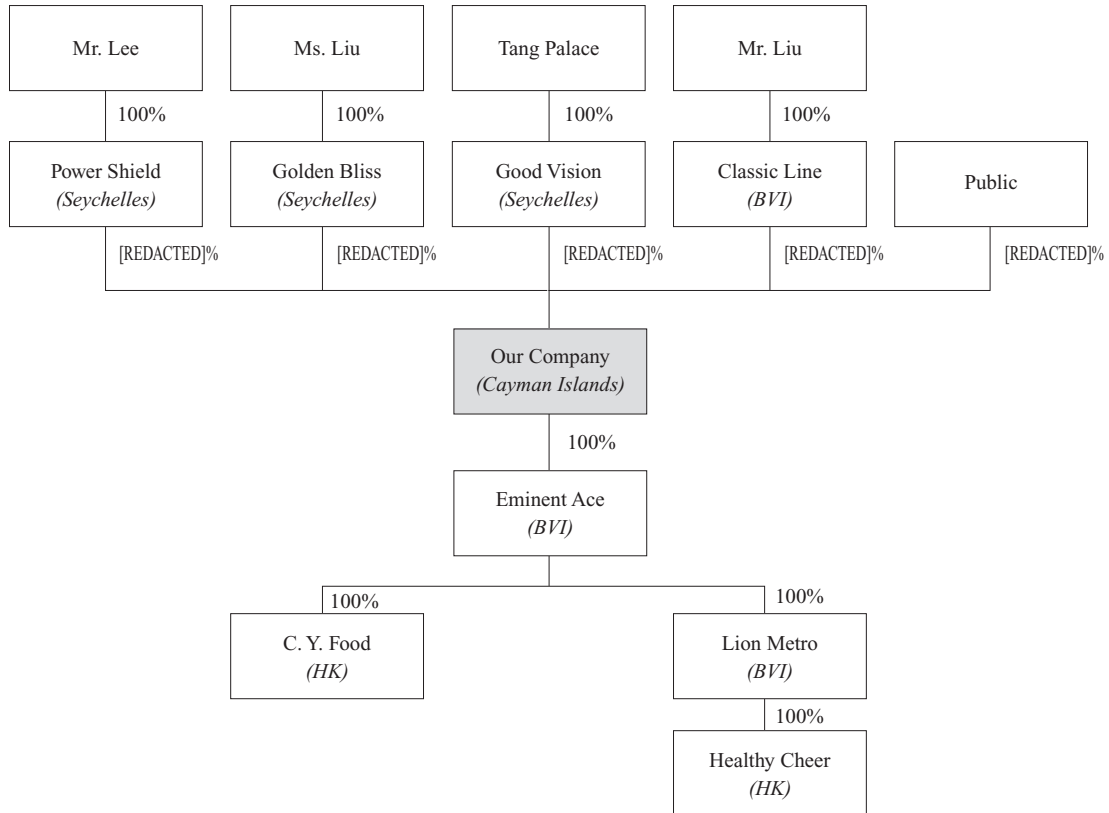 Mr. Lee
Ms. Liu
Tang Palace
Mr. Liu
100%
100%
100%
100%
Power Shield
(Seychelles)
Golden Bliss
(Seychelles)
Good Vision
(Seychelles)
Classic Line
(BVI)
Public
[REDACTED]%
[REDACTED]%
[REDACTED]%
[REDACTED]%
[REDACTED]%
Our Company
(Cayman Islands)
100%
Eminent Ace
(BVI)
100%
100%
C. Y. Food
(HK)
Lion Metro
(BVI)
100%
Healthy Cheer
(HK)